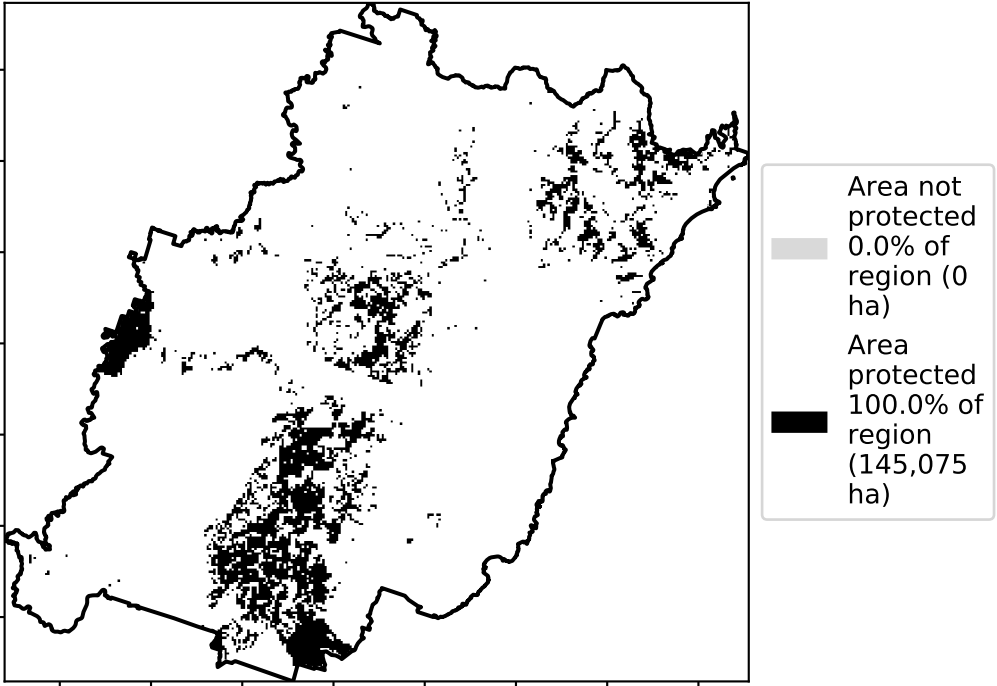 Area not
protected
0.0% of
region (0
ha)
Area
protected
100.0% of
region
(145,075
ha)